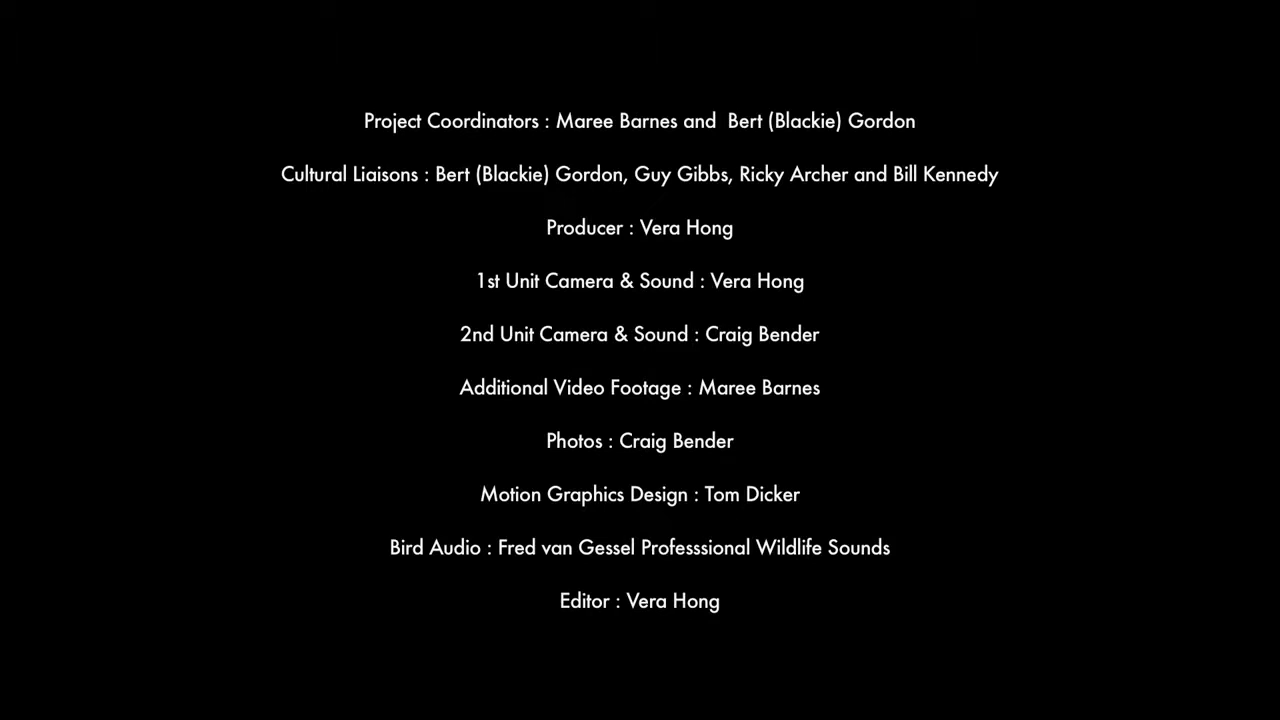 Project Coordinators : Maree Barnes and  Bert (Blackie) Gordon
Cultural Liaisons : Bert (Blackie) Gordon, Guy Gibbs, Ricky Archer and Bill Kennedy
Producer : Vera Hong
1st Unit Camera & Sound : Vera Hong
2nd Unit Camera & Sound : Craig Bender
Additional Video Footage : Maree Barnes
Photos : Craig Bender
Motion Graphics Design : Tom Dicker
Bird Audio : Fred van Gessel Professsional Wildlife Sounds
Editor : Vera Hong